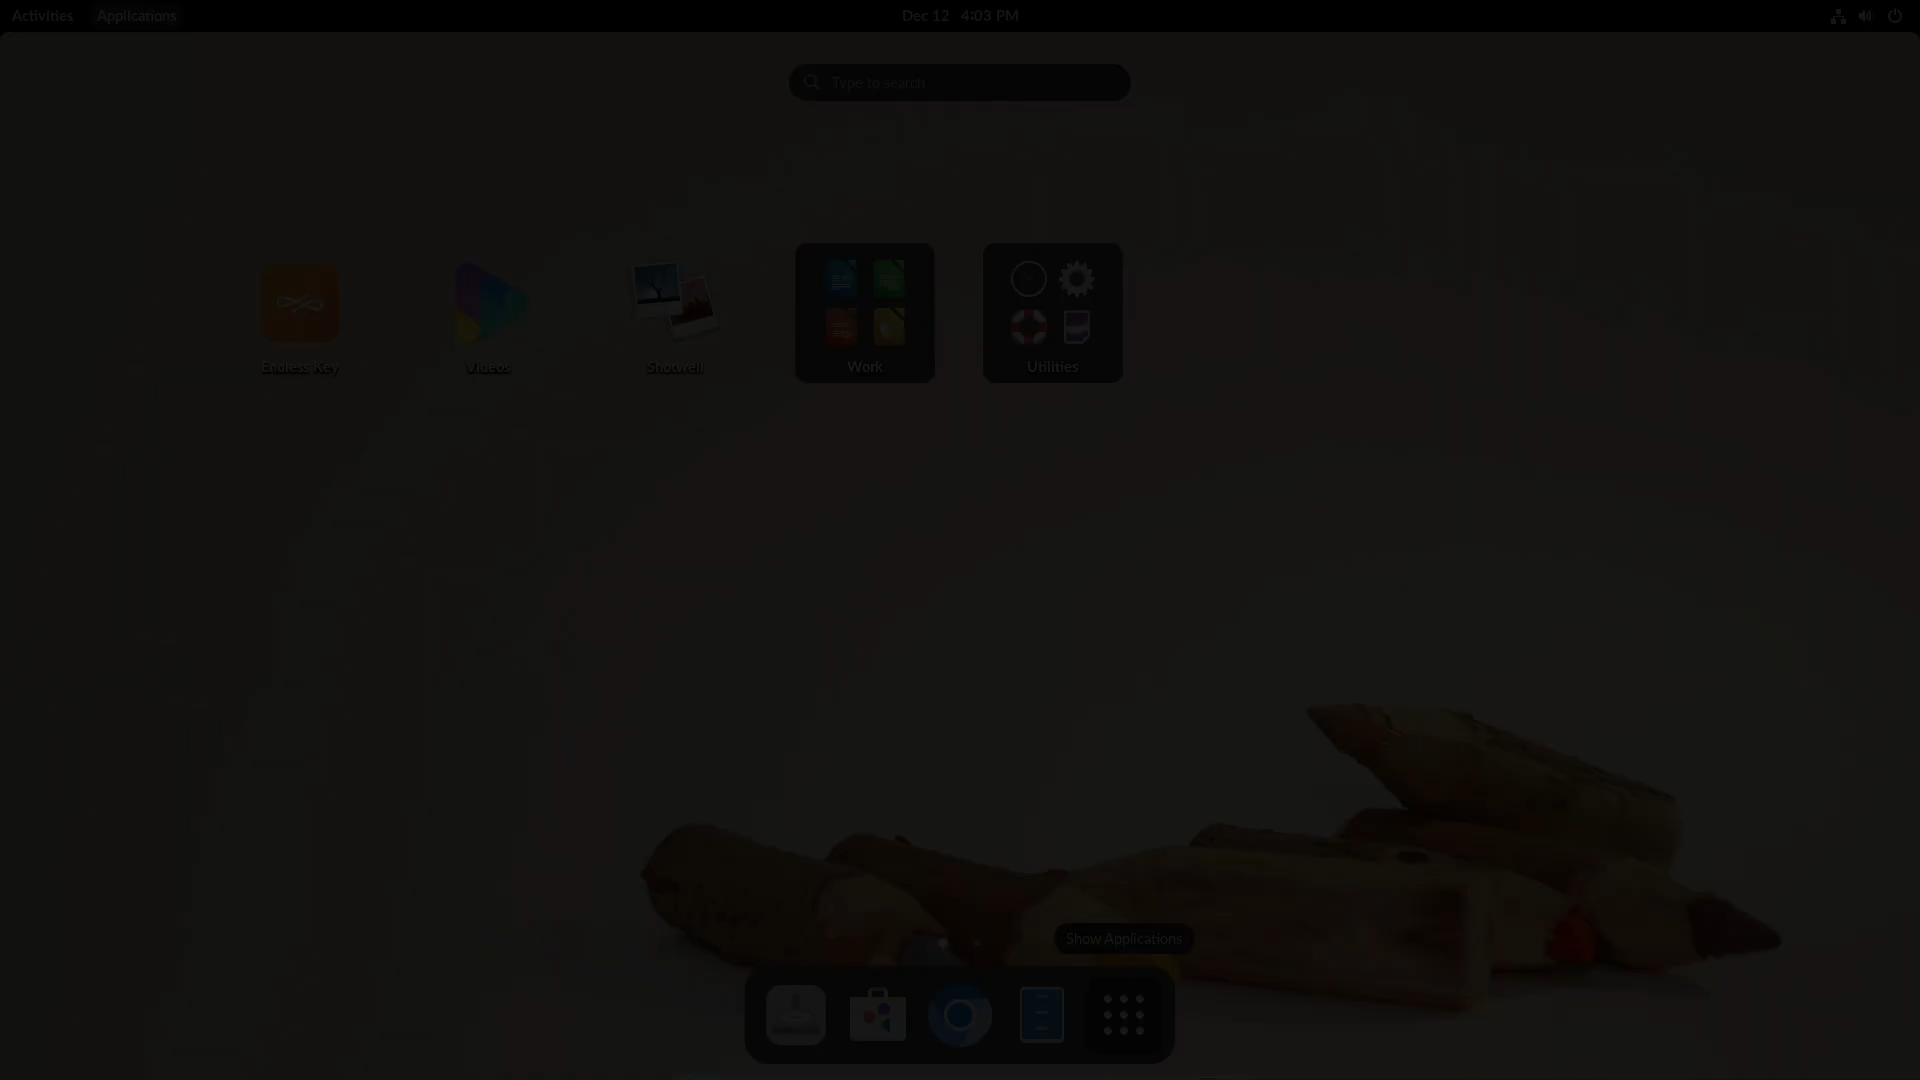 Activities Applications Dec 12 4:03 PM
Type to search
Endless Key Videos Shotwell Work Utilities
Show Applications